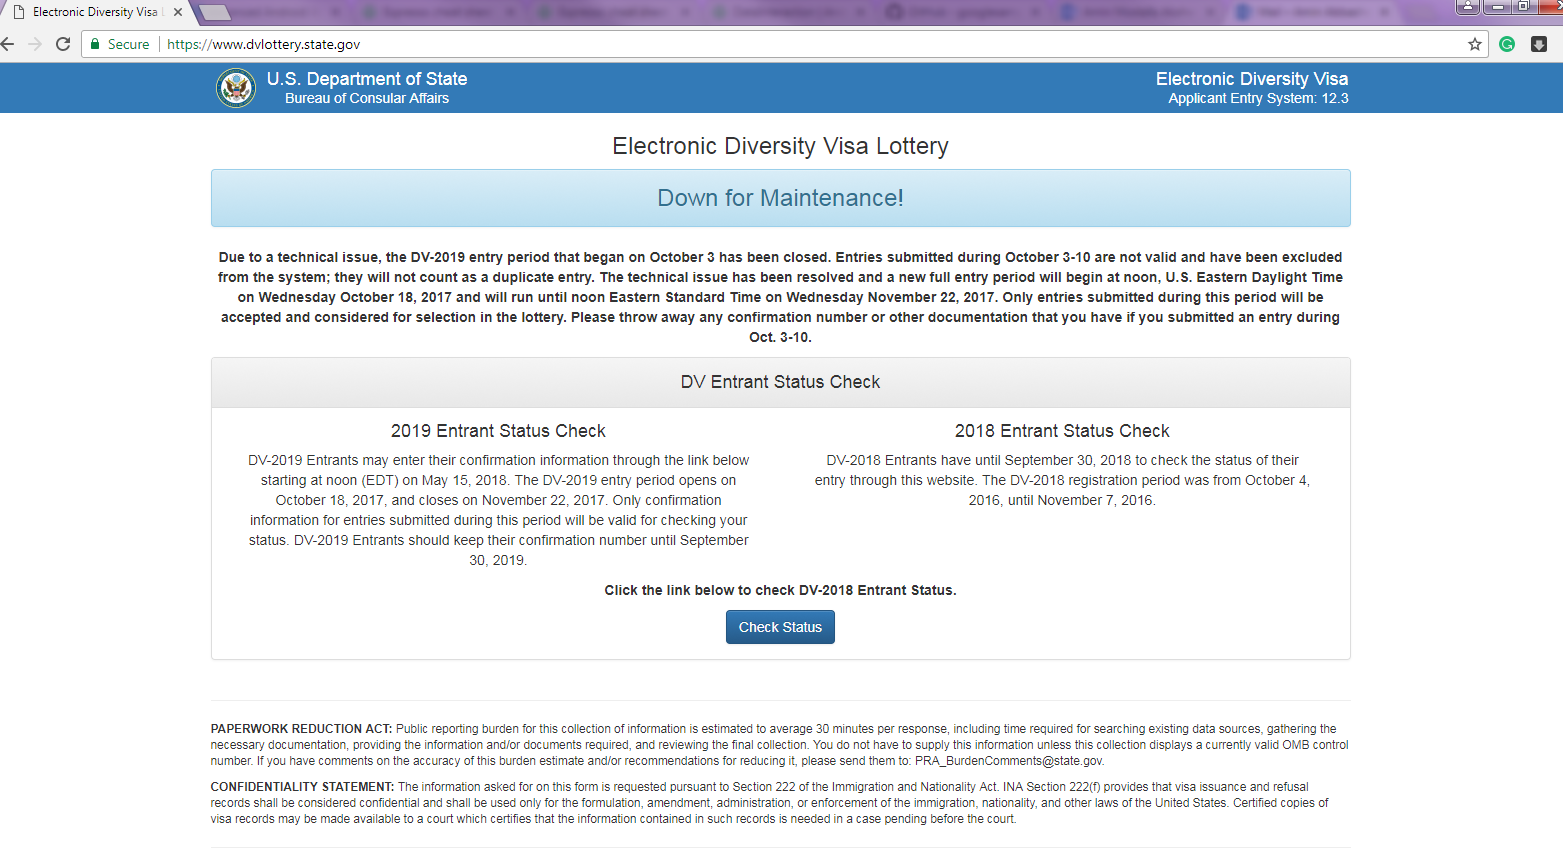 Electronic Diversity Visa
Secure
https://www.dvlottery.state.gov
U.S. Department of State
Bureau of Consular Affairs
Electronic Diversity Visa
Applicant Entry System: 12.3
Electronic Diversity Visa Lottery
Down for Maintenance!
Due to a technical issue, the DV-2019 entry period that began on October 3 has been closed. Entries submitted during October 3-10 are not valid and have been excluded
from the system; they will not count as a duplicate entry. The technical issue has been resolved and a new full entry period will begin at noon, U.S. Eastern Daylight Time
on Wednesday October 18, 2017 and will run until noon Eastern Standard Time on Wednesday November 22, 2017. Only entries submitted during this period will be
accepted and considered for selection in the lottery. Please throw away any confirmation number or other documentation that you have if you submitted an entry during
Oct. 3-10.
DV Entrant Status Check
2019 Entrant Status Check
DV-2019 Entrants may enter their confirmation information through the link below
starting at noon (EDT) on May 15, 2018. The DV-2019 entry period opens on
October 18, 2017, and closes on November 22, 2017. Only confirmation
information for entries submitted during this period will be valid for checking your
status. DV-2019 Entrants should keep their confirmation number until September
30, 2019.
2018 Entrant Status Check
DV-2018 Entrants have until September 30, 2018 to check the status of their
entry through this website. The DV-2018 registration period was from October 4,
2016, until November 7, 2016.
Click the link below to check DV-2018 Entrant Status.
Check Status
PAPERWORK REDUCTION ACT: Public reporting burden for this collection of information is estimated to average 30 minutes per response, including time required for searching existing data sources, gathering the
necessary documentation, providing the information and/or documents required, and reviewing the final collection. You do not have to supply this information unless this collection displays a currently valid OMB control
number. If you have comments on the accuracy of this burden estimate and/or recommendations for reducing it, please send them to: PRA_BurdenComments@state.gov.
CONFIDENTIALITY STATEMENT: The information asked for on this form is requested pursuant to Section 222 of the Immigration and Nationality Act. INA Section 222(f) provides that visa issuance and refusal
records shall be considered confidential and shall be used only for the formulation, amendment, administration, or enforcement of the immigration, nationality, and other laws of the United States. Certified copies of
visa records may be made available to a court which certifies that the information contained in such records is needed in a case pending before the court.